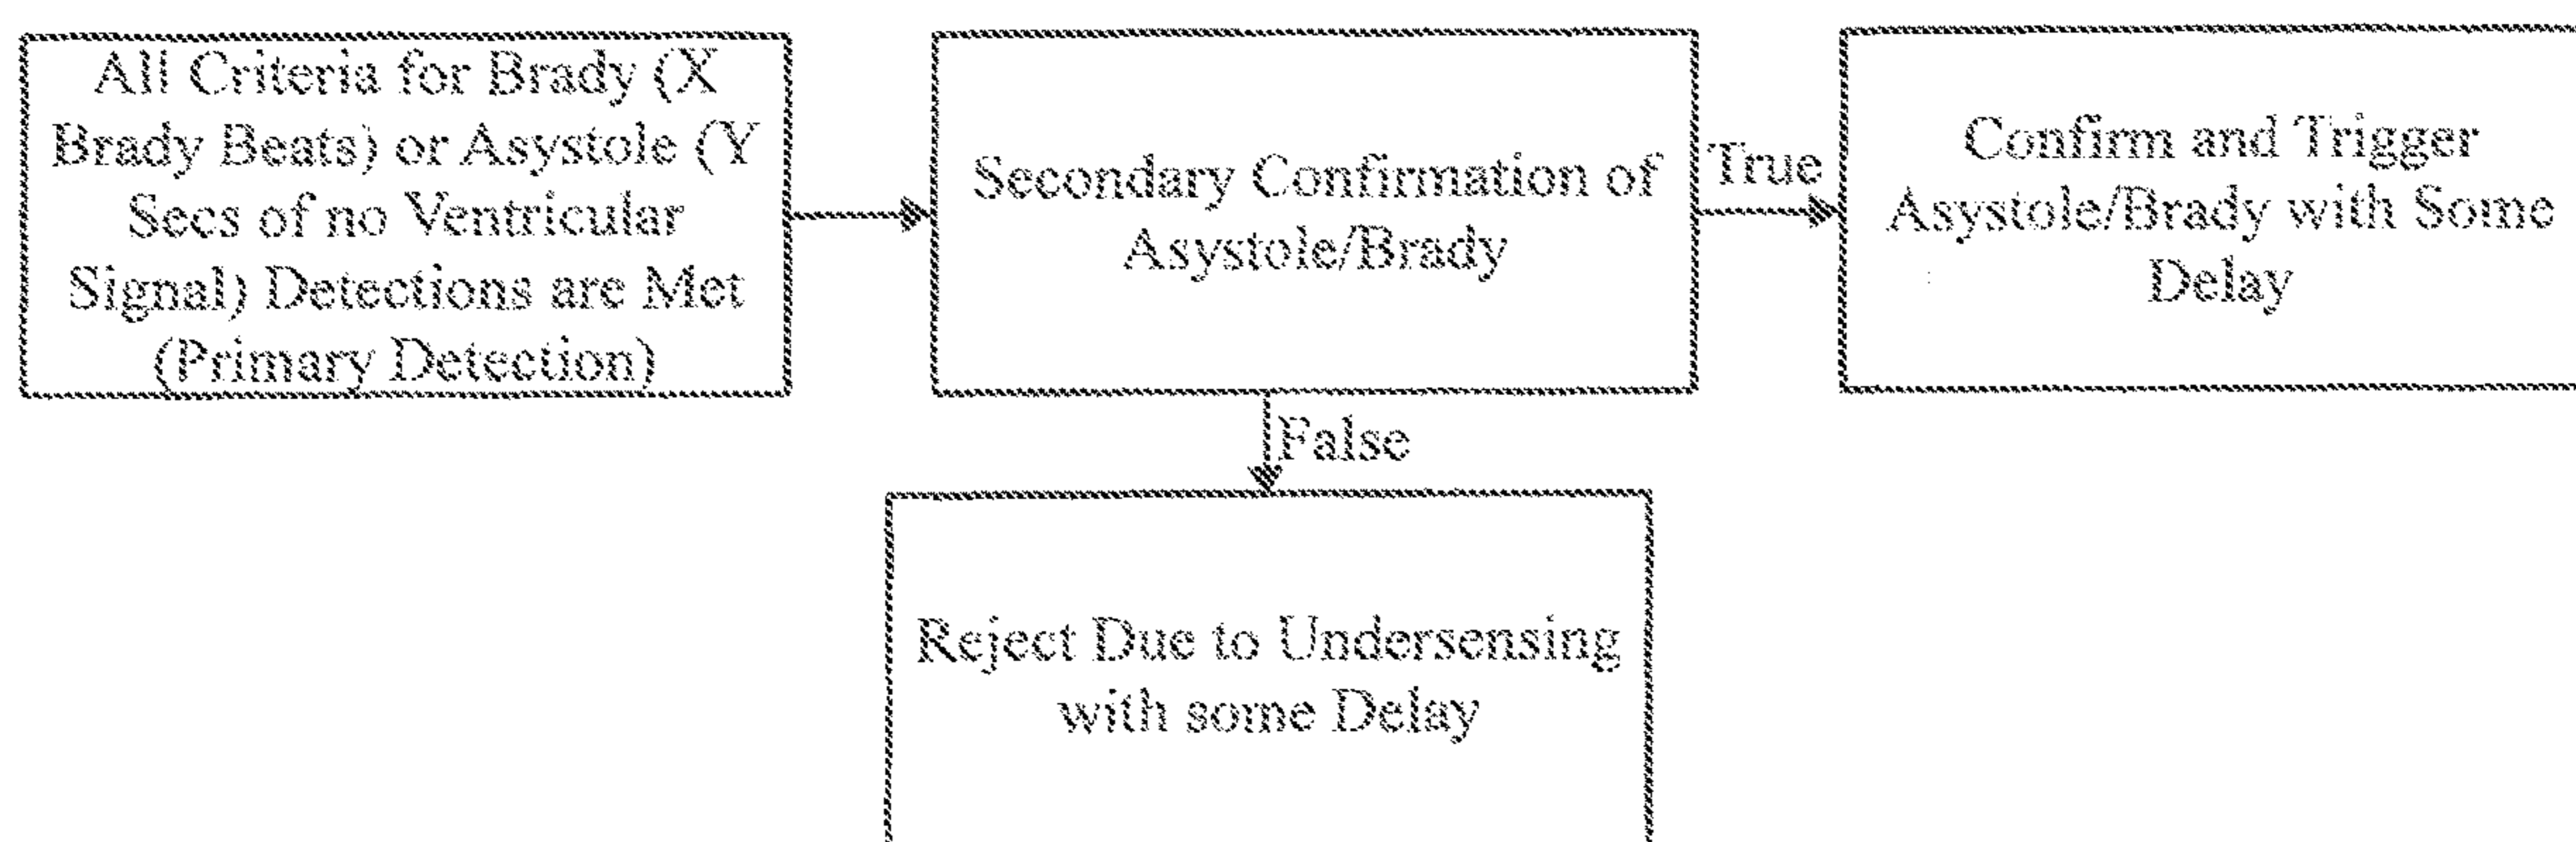 All Criteria for Brady (X
Brady Beats) or Asystole (Y
Secs of no Ventricular
Signal) Detections are Met
(Primary Detection)
Secondary Confirmation of
Asystole/Brady
True
Confirm and Trigger
Asystole/Brady with Some
Delay
False
Reject Due to Undersensing
with some Delay